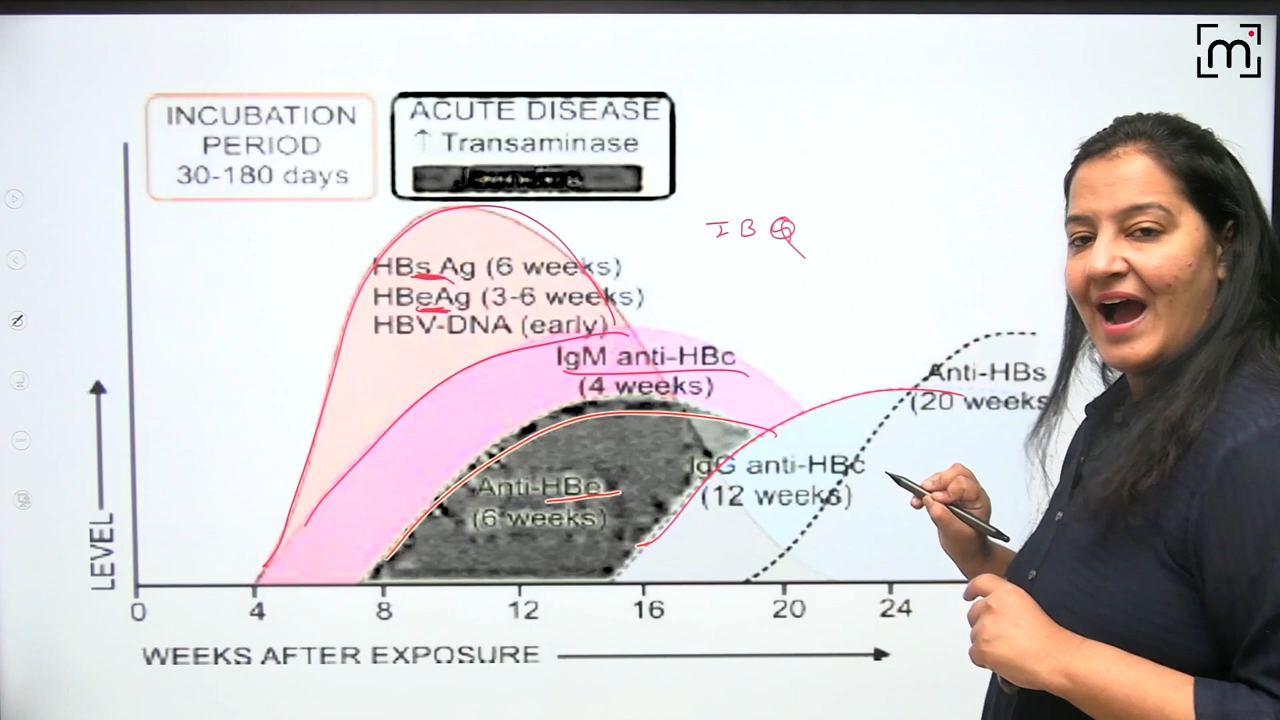 m
INCUBATION
PERIOD
30-180 days
ACUTE DISEASE
↑ Transaminase
Jaundice
I B Q
HBs Ag (6 weeks)
HBeAg (3-6 weeks)
HBV-DNA (early)
IgM anti-HBc
(4 weeks)
Anti-HBs
(20 weeks
IgG anti-HBc
(12 weeks)
Anti-HBe
(6 weeks)
LEVEL
0 4 8 12 16 20 24
WEEKS AFTER EXPOSURE